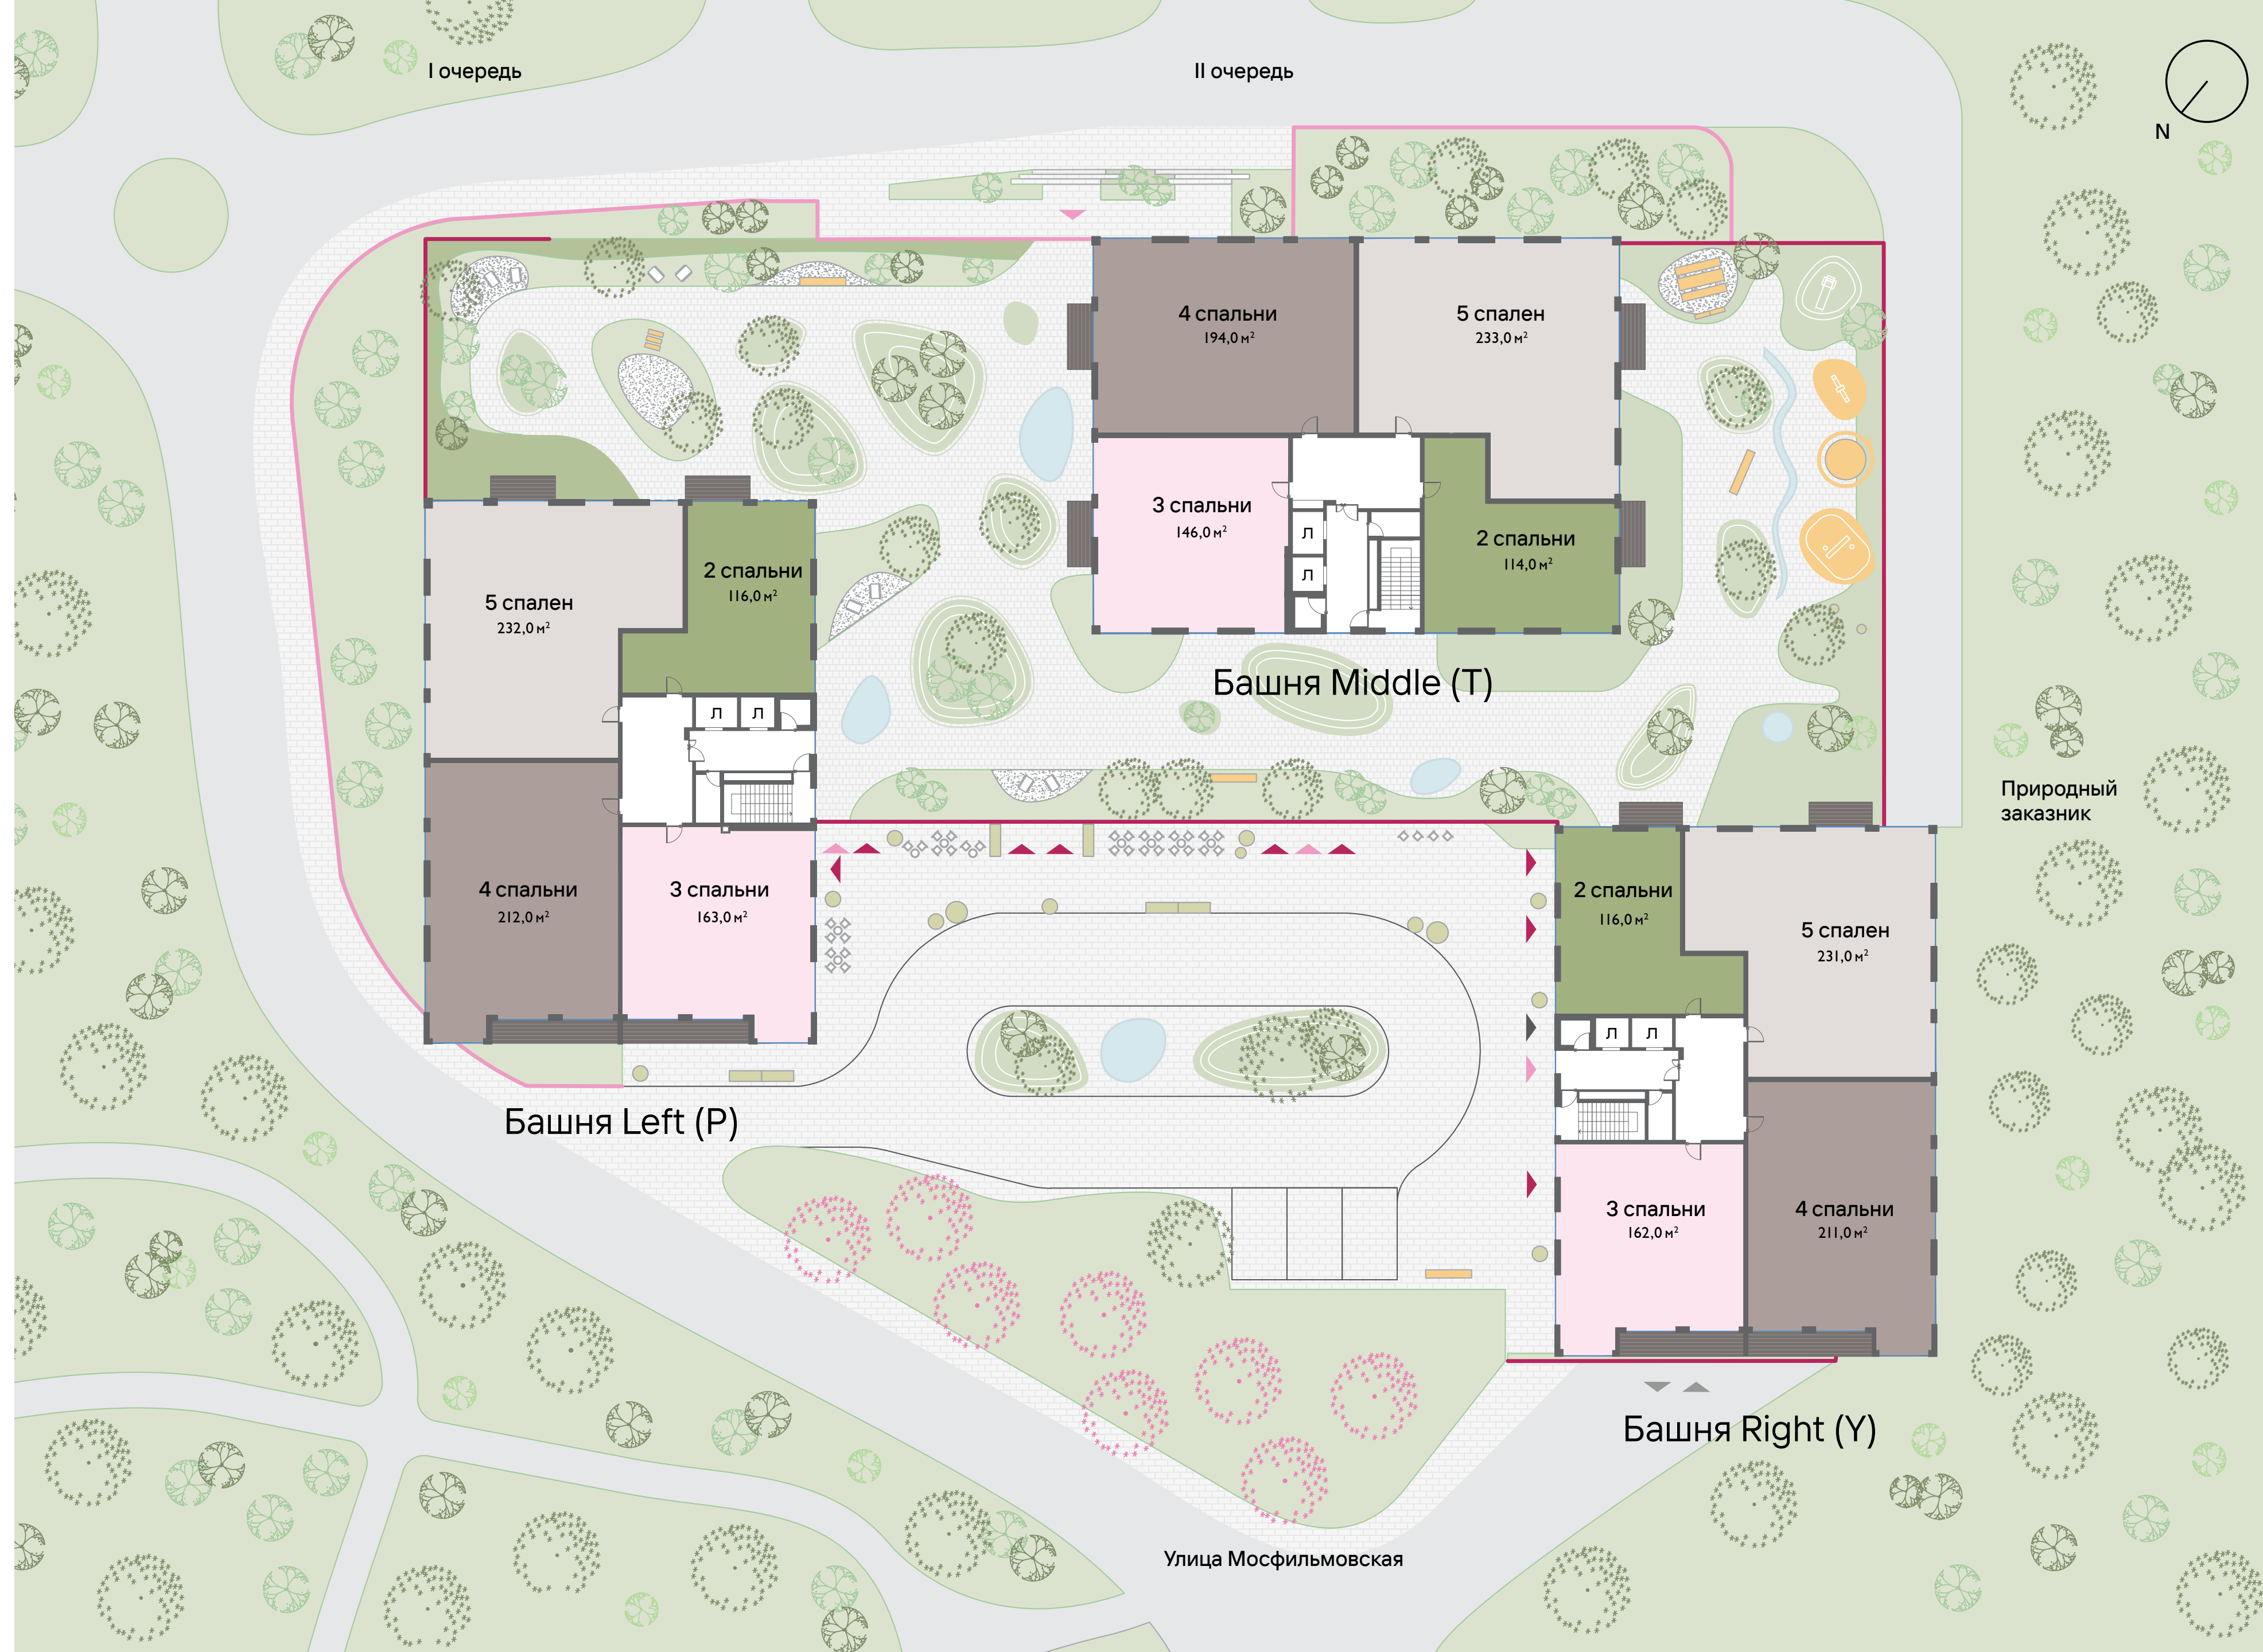 I очередь
II очередь
N
4 спальни
194,0 м²
5 спален
233,0 м²
3 спальни
146,0 м²
Л
Л
2 спальни
114,0 м²
5 спален
232,0 м²
2 спальни
116,0 м²
Л Л
4 спальни
212,0 м²
3 спальни
163,0 м²
Башня Middle (T)
Природный
заказник
2 спальни
116,0 м²
5 спален
231,0 м²
Л Л
3 спальни
162,0 м²
4 спальни
211,0 м²
Башня Left (P)
Башня Right (Y)
Улица Мосфильмовская